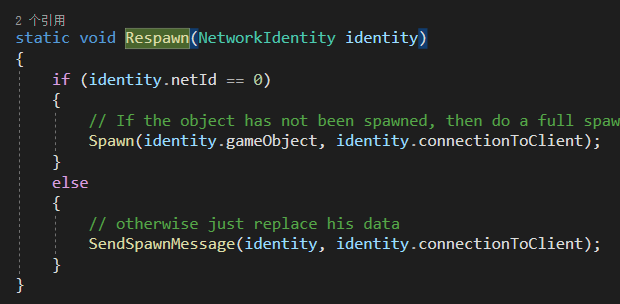 2 个引用
static void Respawn(NetworkIdentity identity)
{
if (identity.netId == 0)
{
// If the object has not been spawned, then do a full spaw
Spawn(identity.gameObject, identity.connectionToClient);
}
else
{
// otherwise just replace his data
SendSpawnMessage(identity, identity.connectionToClient);
}
}